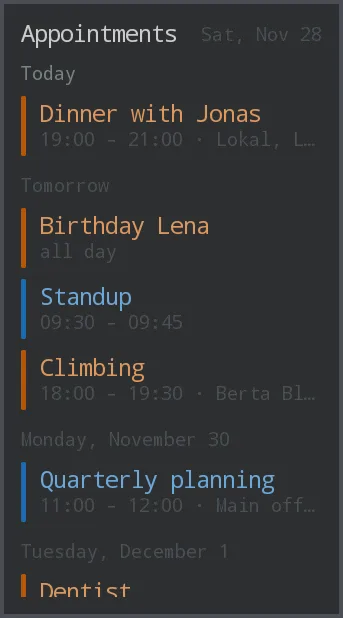 Appointments Sat, Nov 28
Today
Dinner with Jonas
19:00 – 21:00 · Lokal, L…
Tomorrow
Birthday Lena
all day
Standup
09:30 – 09:45
Climbing
18:00 – 19:30 · Berta Bl…
Monday, November 30
Quarterly planning
11:00 – 12:00 · Main off…
Tuesday, December 1
Dentist